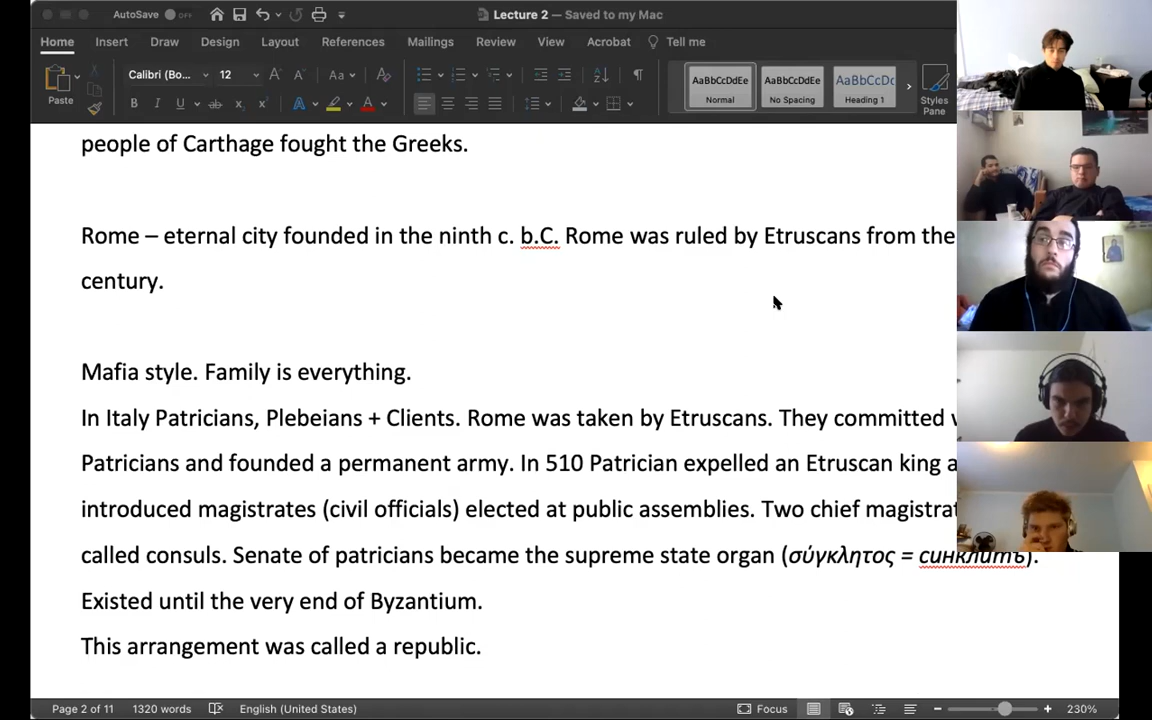 AutoSave OFF Lecture 2 — Saved to my Mac
Home Insert Draw Design Layout References Mailings Review View Acrobat Tell me
Paste Calibri (Bo... 12 A A Aa A
AaBbCcDdEe AaBbCcDdEe AaBbCcDc
B I U ab x x A A
Normal No Spacing Heading 1 Styles Pane
people of Carthage fought the Greeks.
Rome – eternal city founded in the ninth c. b.C. Rome was ruled by Etruscans from the
century.
Mafia style. Family is everything.
In Italy Patricians, Plebeians + Clients. Rome was taken by Etruscans. They committed
Patricians and founded a permanent army. In 510 Patrician expelled an Etruscan king
introduced magistrates (civil officials) elected at public assemblies. Two chief magistrat
called consuls. Senate of patricians became the supreme state organ (σύγκλητος = синклитъ).
Existed until the very end of Byzantium.
This arrangement was called a republic.
Page 2 of 11 1320 words English (United States) Focus 230%